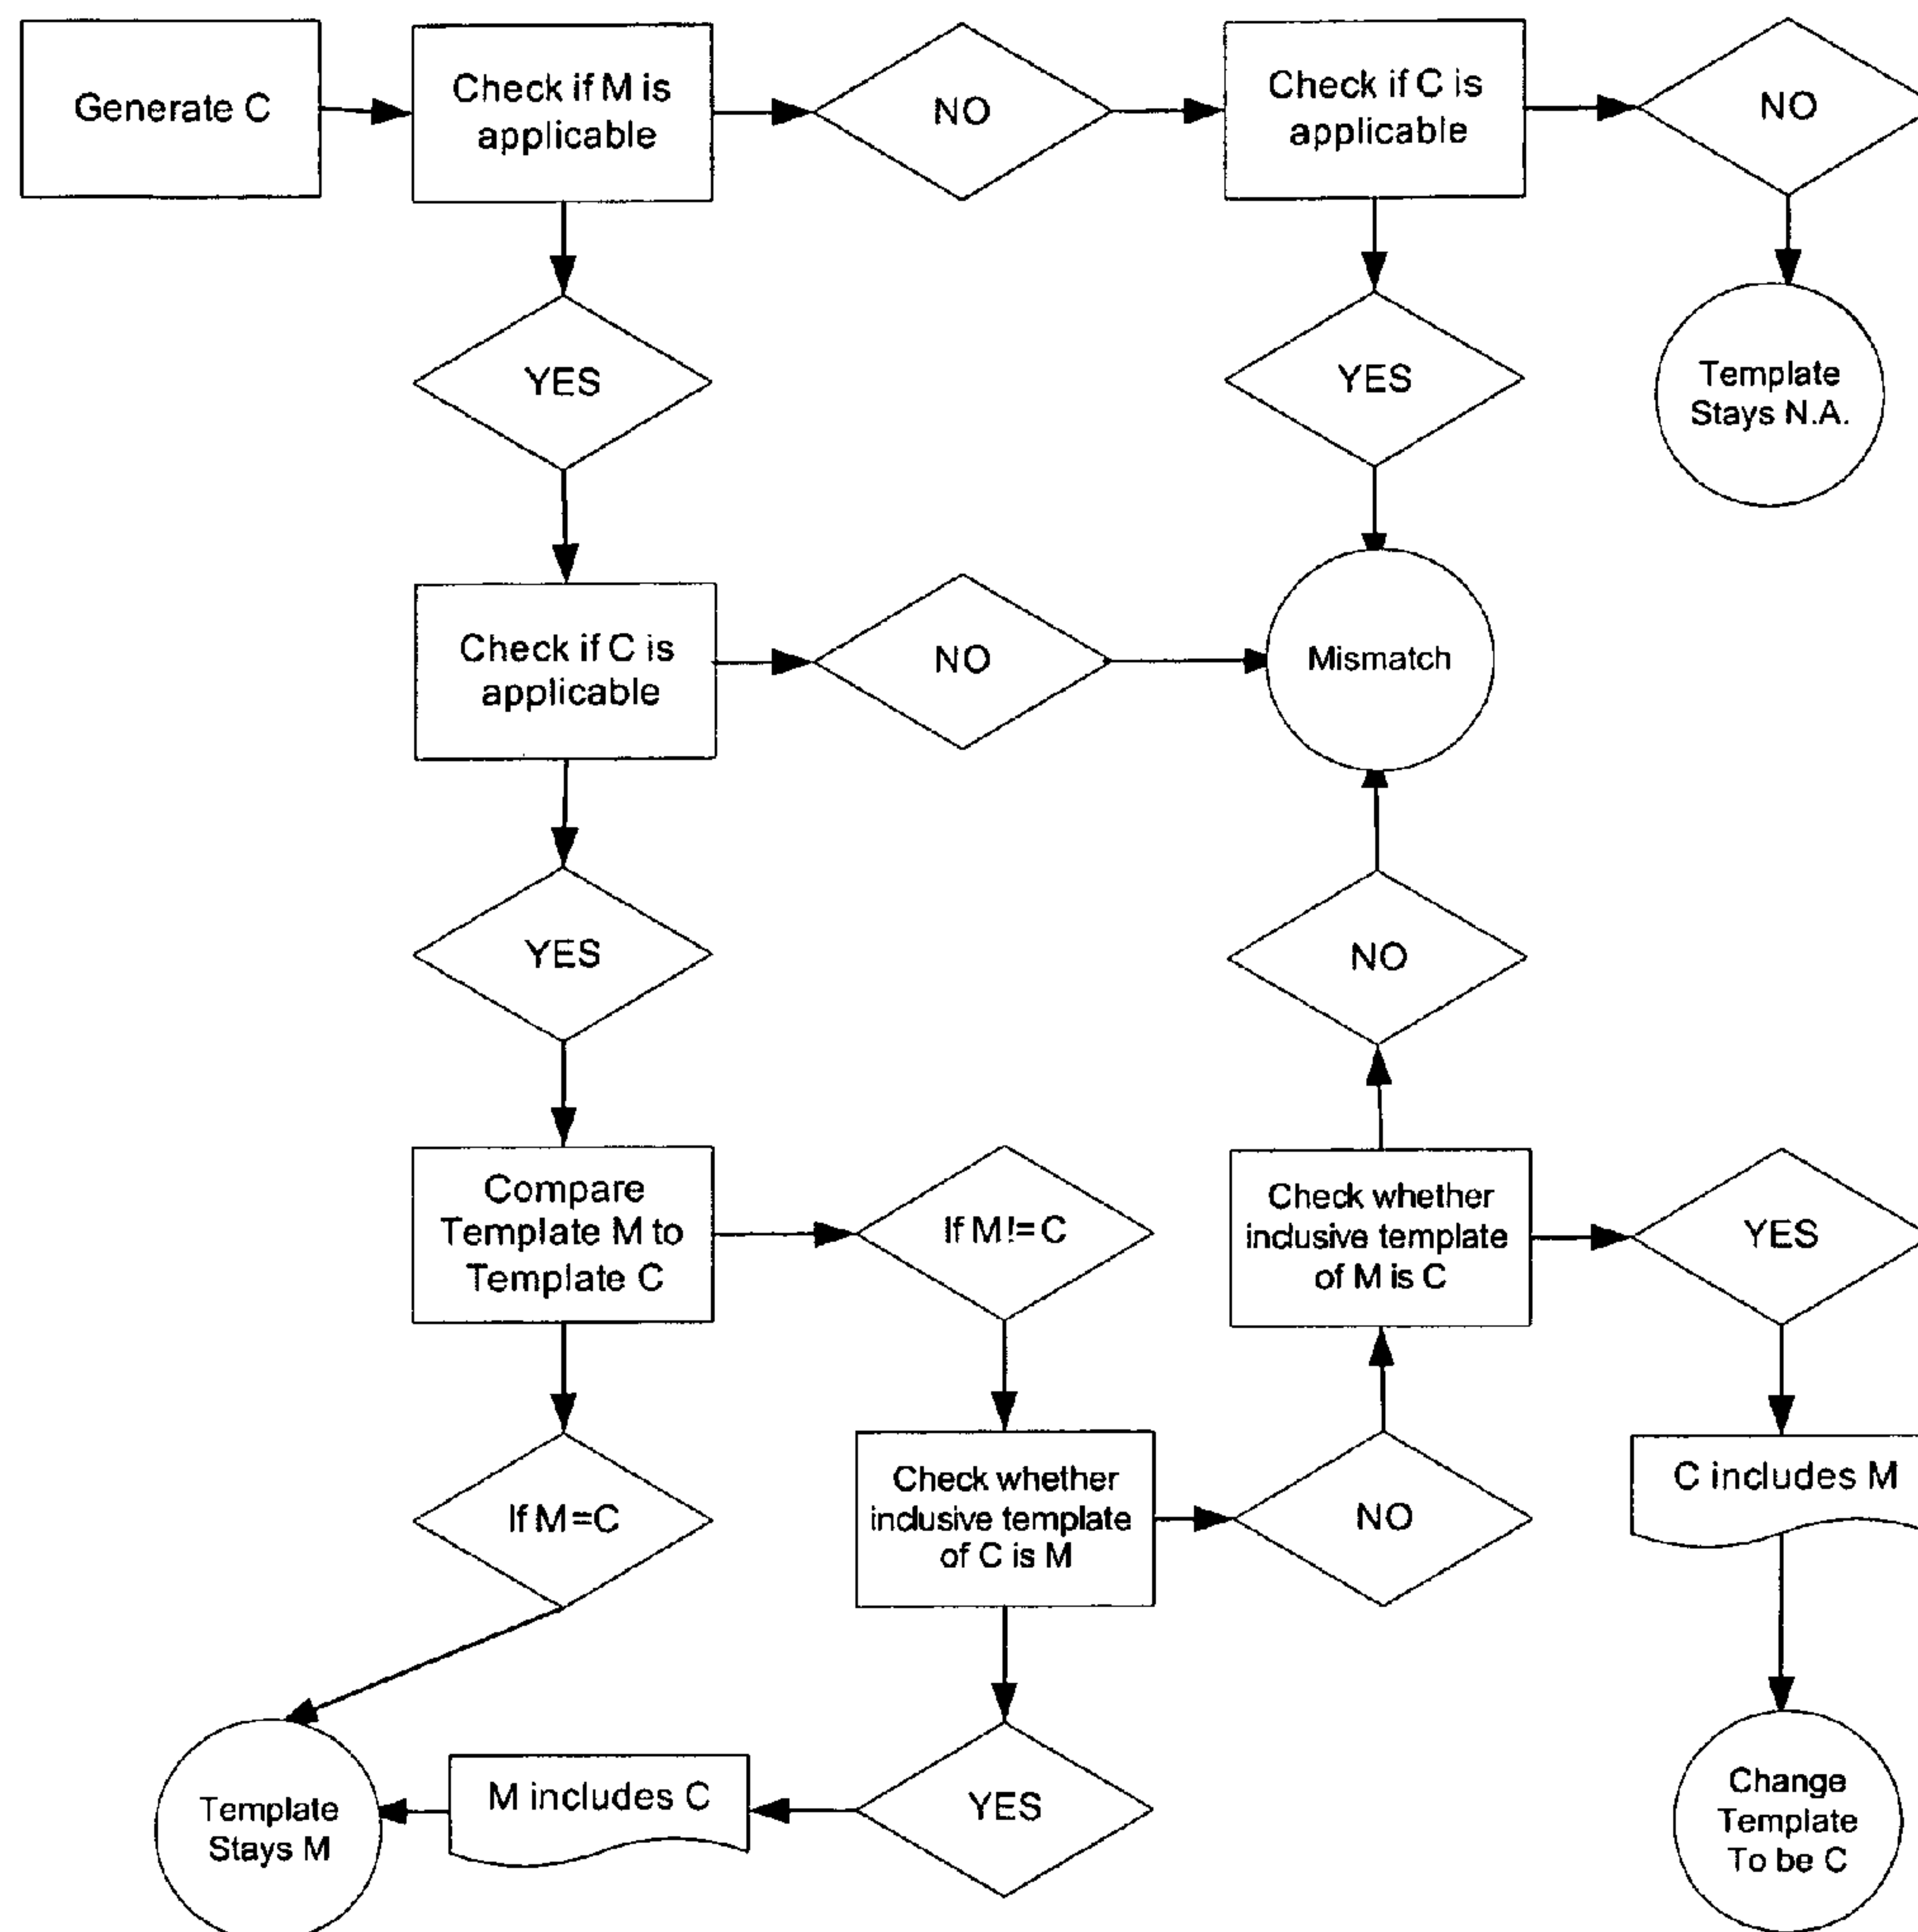 Generate C
Check if M is
applicable
NO
Check if C is
applicable
NO
YES
YES
Template
Stays N.A.
Check if C is
applicable
NO
Mismatch
YES
NO
Compare
Template M to
Template C
If M!= C
Check whether
inclusive template
of M is C
YES
If M=C
Check whether
inclusive template
of C is M
NO
C includes M
Template
Stays M
M includes C
YES
Change
Template
To be C